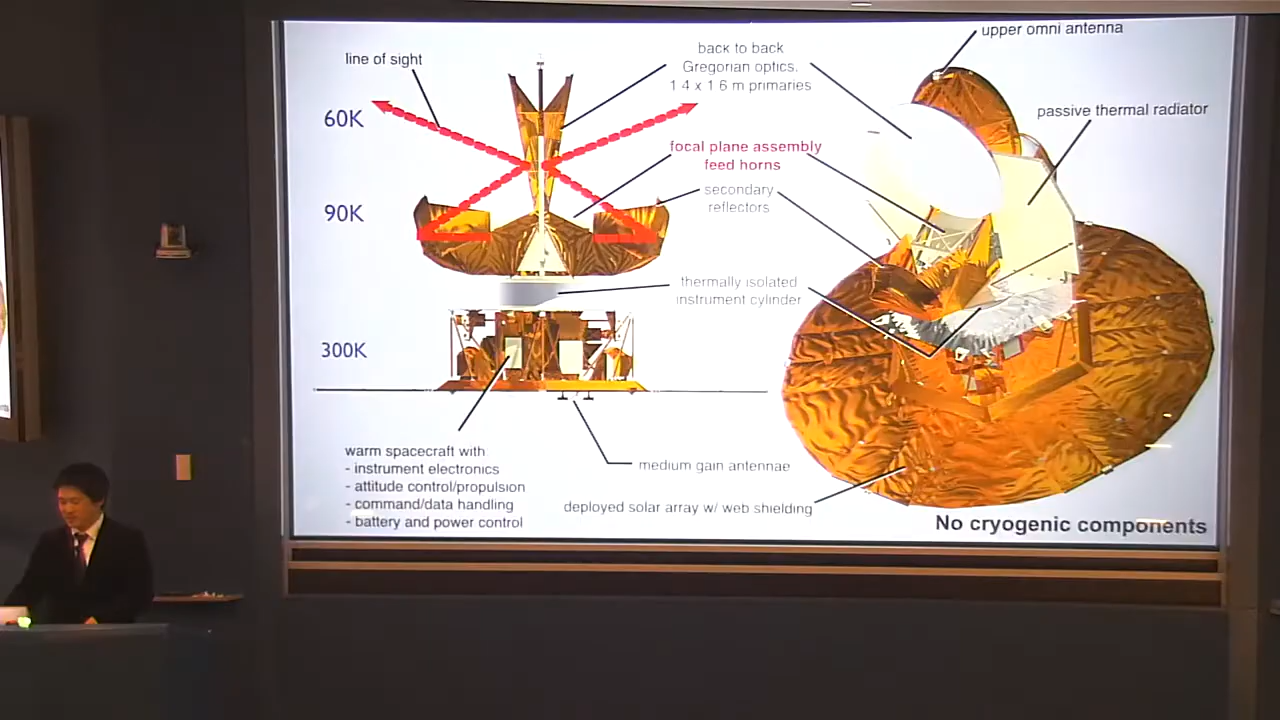 line of sight
60K
90K
300K
back to back
Gregorian optics,
1.4 x 1.6 m primaries
focal plane assembly
feed horns
secondary
reflectors
thermally isolated
instrument cylinder
upper omni antenna
passive thermal radiator
warm spacecraft with
- instrument electronics
- attitude control/propulsion
- command/data handling
- battery and power control
medium gain antennae
deployed solar array w/ web shielding
No cryogenic components